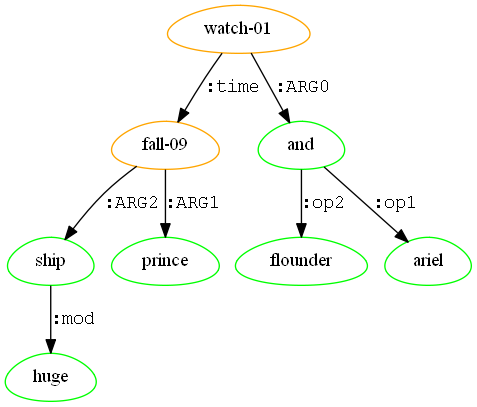 watch-01
:time :ARG0
fall-09 and
:ARG2 :ARG1 :op2 :op1
ship prince flounder ariel
:mod
huge